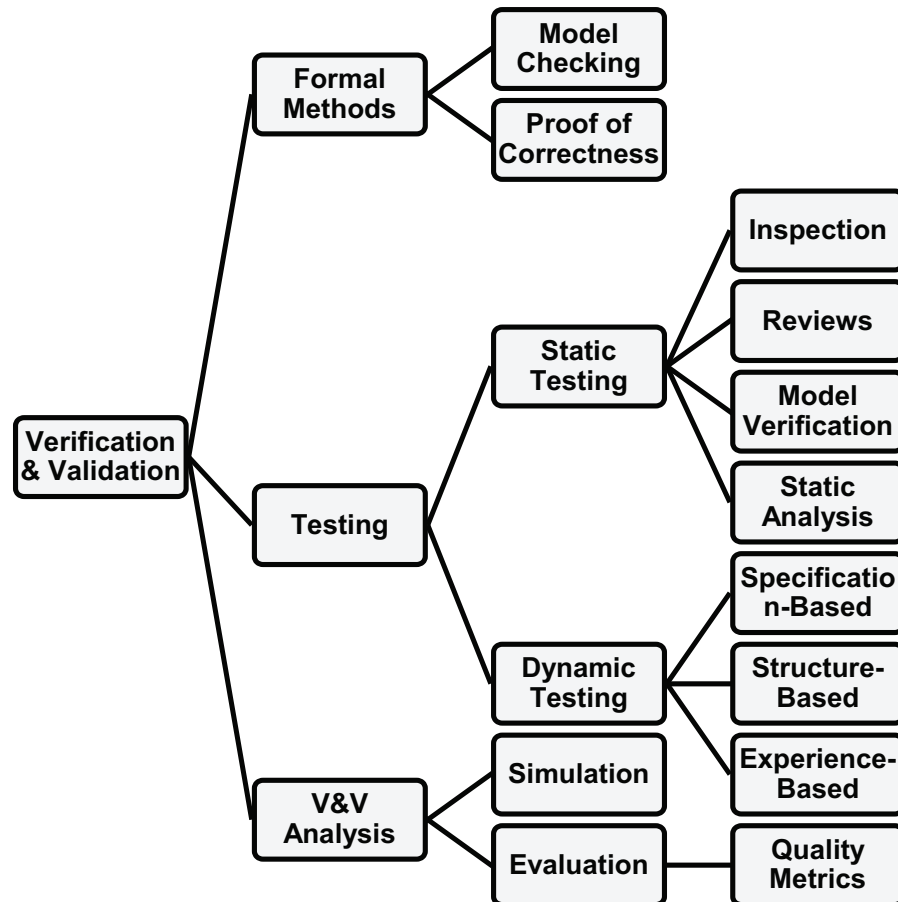 Model
Checking
Formal
Methods
Proof of
Correctness
Inspection
Reviews
Static
Testing
Model
Verification
Verification
& Validation
Static
Analysis
Testing
Specificatio
n-Based
Dynamic
Testing
Structure-
Based
Simulation
Experience-
Based
V&V
Analysis
Evaluation
Quality
Metrics